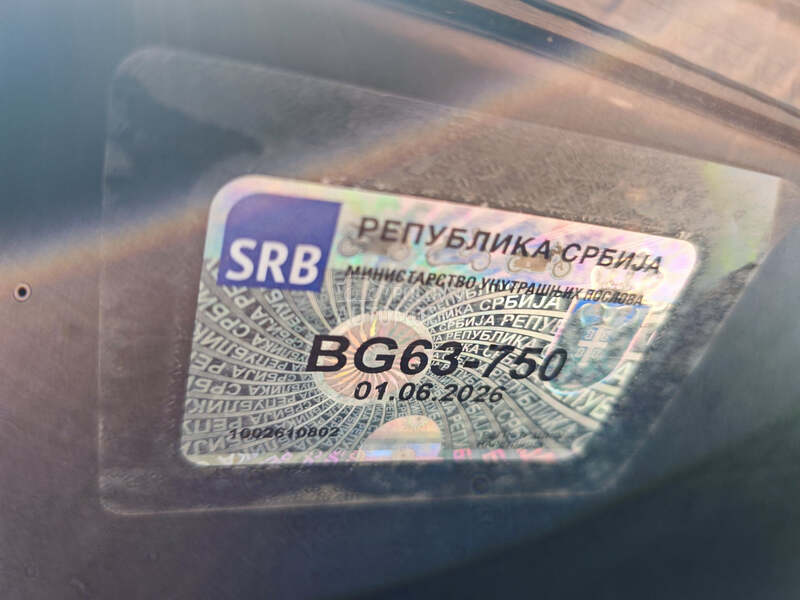 SRB
РЕПУБЛИКА СРБИЈА
МИНИСТАРСТВО УНУТРАШЊИХ ПОСЛОВА
BG63-750
01.06.2026
1002610802